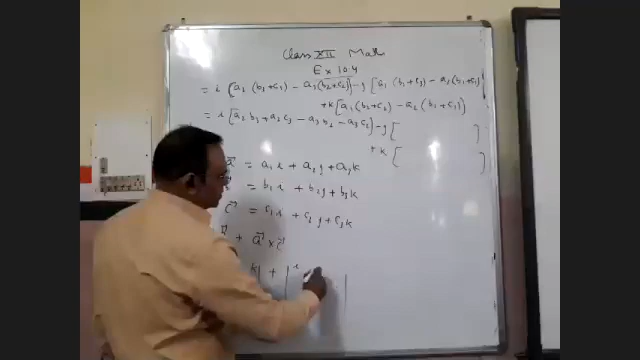 Class XII Math
Ex 10.4
= i [a₂ (b₃+c₃) − a₃(b₂+c₂)] − j [a₁ (b₃+c₃) − a₃(b₁+c₁)]
+k[a₁(b₂+c₂) − a₂ (b₁+c₁)]
= i [a₂ b₃ + a₂ c₃ − a₃ b₂ − a₃ c₂] − j [ ]
+ k [ ]
a⃗ = a₁ i + a₂ j + a₃ k
= b₁ i + b₂ j + b₃ k
c⃗ = c₁ i + c₂ j + c₃ k
+ a⃗ × c⃗
k| + | i |